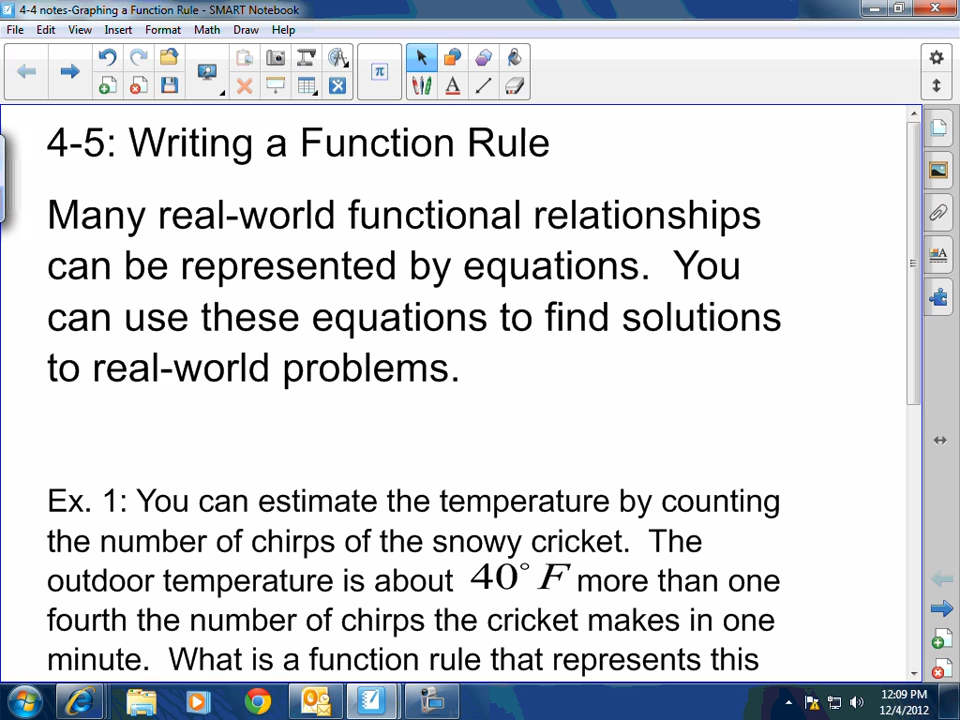 4-4 notes-Graphing a Function Rule - SMART Notebook
File Edit View Insert Format Math Draw Help
π
A
A
4-5: Writing a Function Rule
Many real-world functional relationships
can be represented by equations. You
can use these equations to find solutions
to real-world problems.
Ex. 1: You can estimate the temperature by counting
the number of chirps of the snowy cricket. The
outdoor temperature is about 40° F more than one
fourth the number of chirps the cricket makes in one
minute. What is a function rule that represents this
12:09 PM
12/4/2012